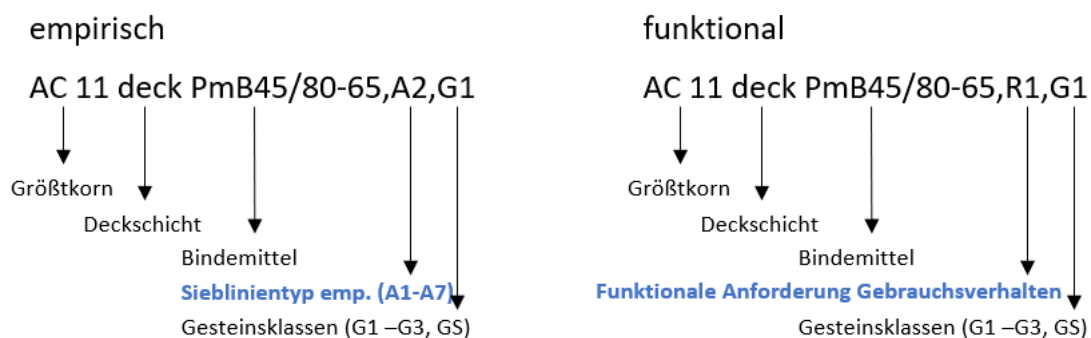 empirisch
AC 11 deck PmB45/80-65,A2,G1
Größtkorn
Deckschicht
Bindemittel
Sieblinientyp emp. (A1-A7)
Gesteinsklassen (G1 –G3, GS)
funktional
AC 11 deck PmB45/80-65,R1,G1
Größtkorn
Deckschicht
Bindemittel
Funktionale Anforderung Gebrauchsverhalten
Gesteinsklassen (G1 –G3, GS)